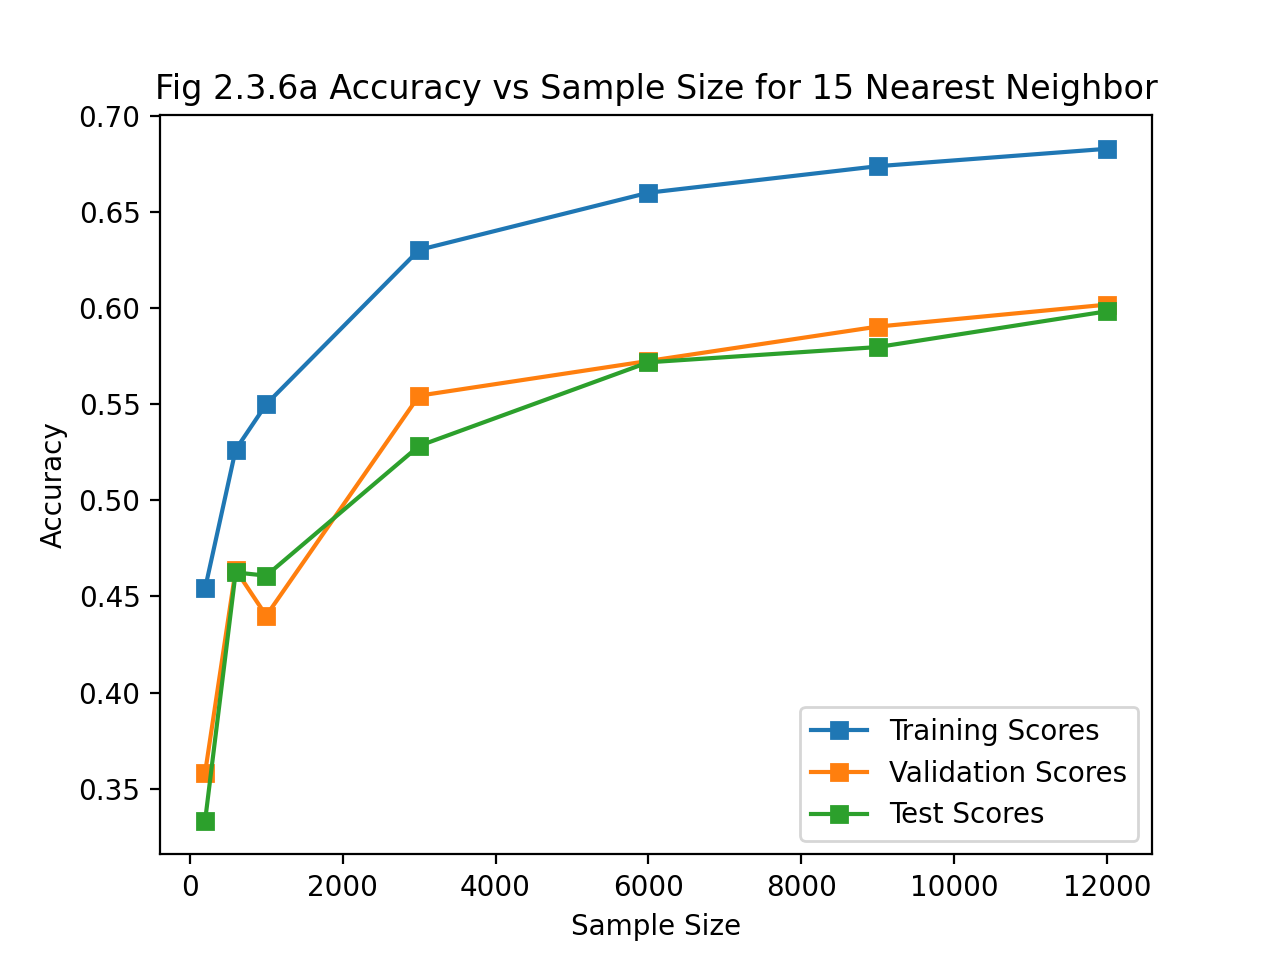 Fig 2.3.6a Accuracy vs Sample Size for 15 Nearest Neighbor
0.70
0.65
0.60
0.55
0.50
0.45
0.40
0.35
Accuracy
Training Scores
Validation Scores
Test Scores
0 2000 4000 6000 8000 10000 12000
Sample Size